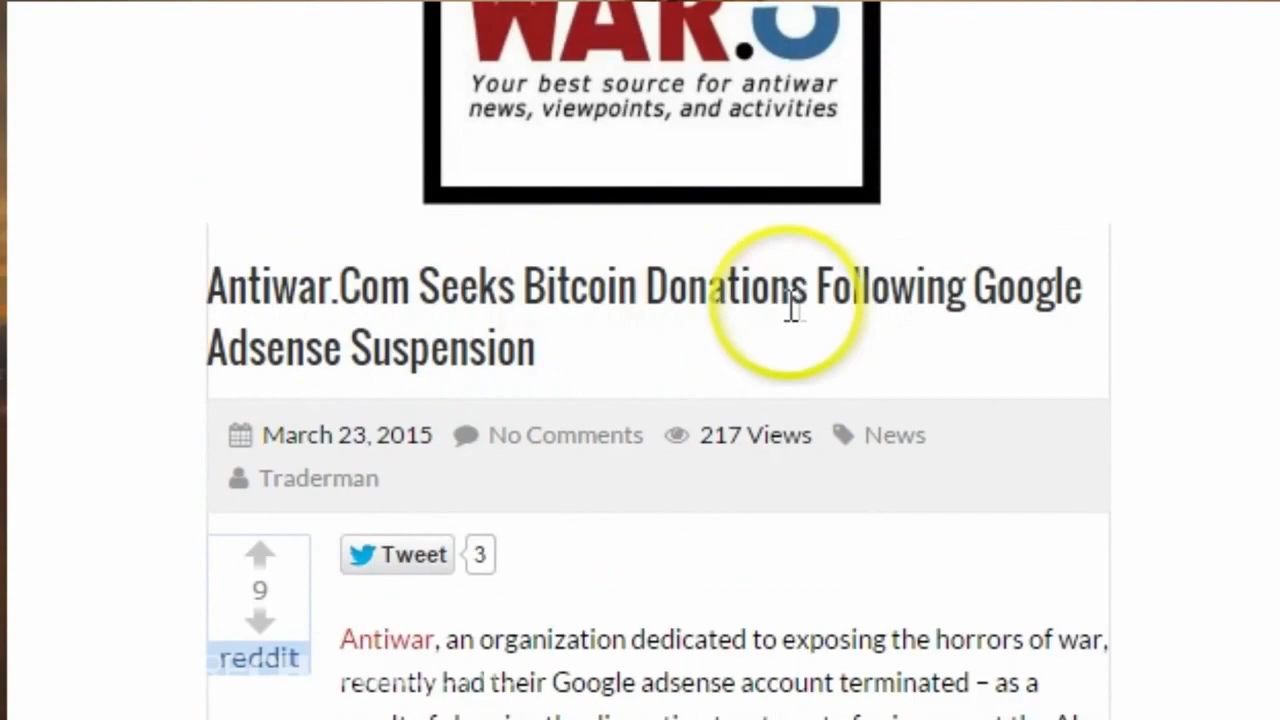 WAR.
Your best source for antiwar
news, viewpoints, and activities
Antiwar.Com Seeks Bitcoin Donations Following Google
Adsense Suspension
March 23, 2015 No Comments 217 Views News
Traderman
Tweet 3
9
reddit
Antiwar, an organization dedicated to exposing the horrors of war,
recently had their Google adsense account terminated – as a